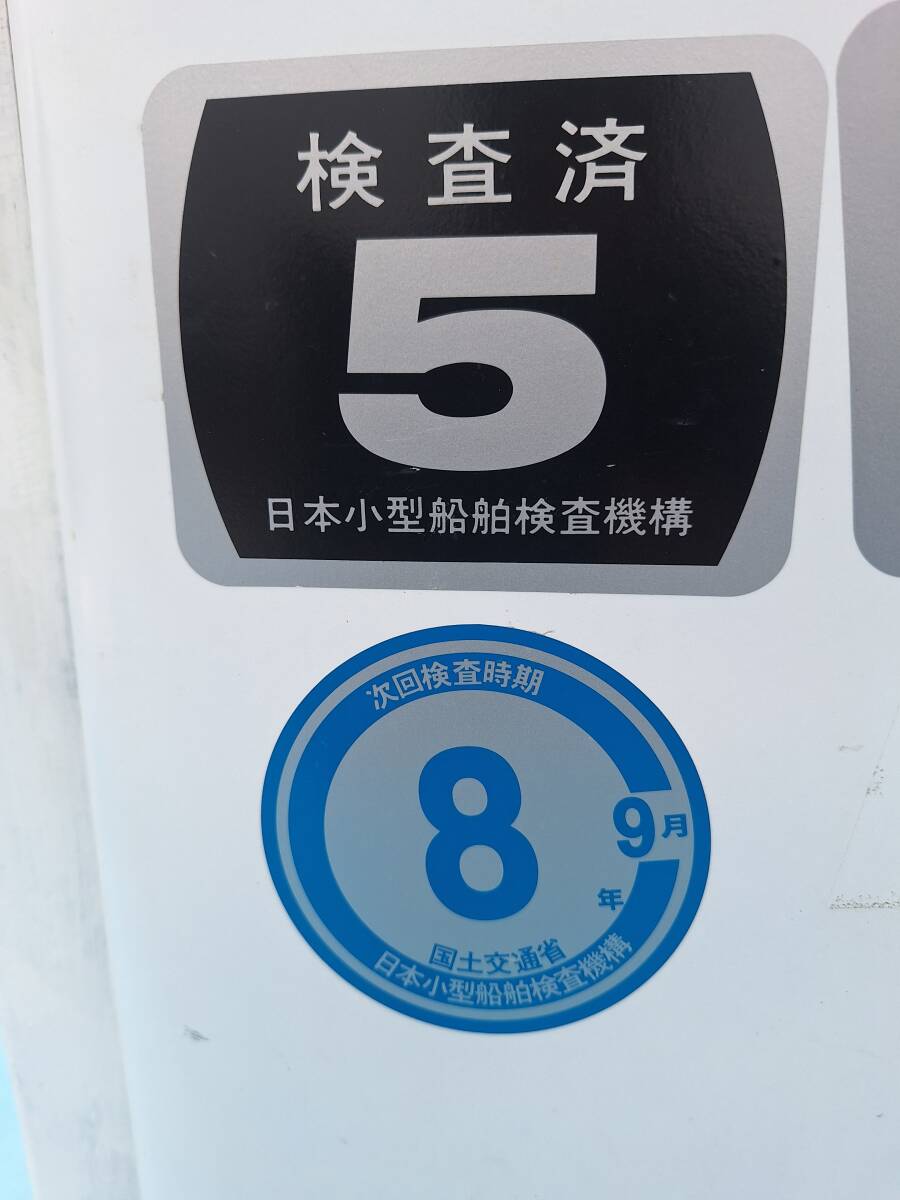 検査済
5
日本小型船舶検査機構
次回検査時期
8
9月
年
国土交通省
日本小型船舶検査機構